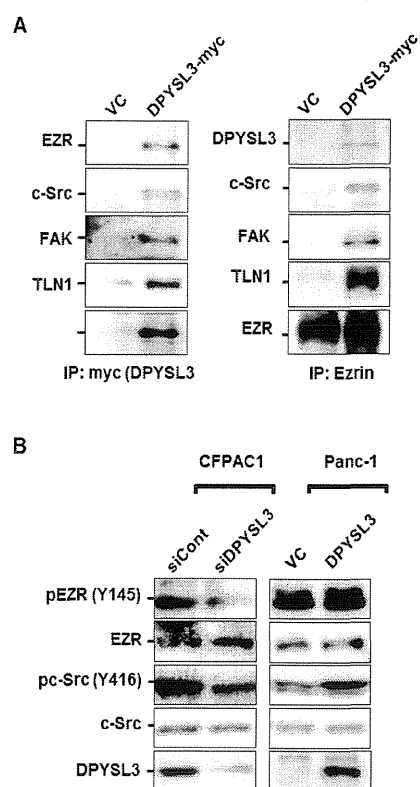 A
VC DPYSL3-myc
EZR
c-Src
FAK
TLN1
IP: myc (DPYSL3
VC DPYSL3-myc
DPYSL3
c-Src
FAK
TLN1
EZR
IP: Ezrin
B
CFPAC1 Panc-1
siCont siDPYSL3 VC DPYSL3
pEZR (Y145)
EZR
pc-Src (Y416)
c-Src
DPYSL3